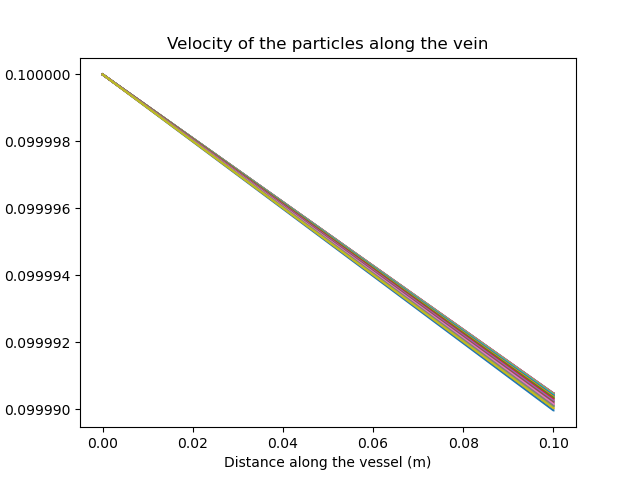 Velocity of the particles along the vein
0.100000
0.099998
0.099996
0.099994
0.099992
0.099990
0.00 0.02 0.04 0.06 0.08 0.10
Distance along the vessel (m)